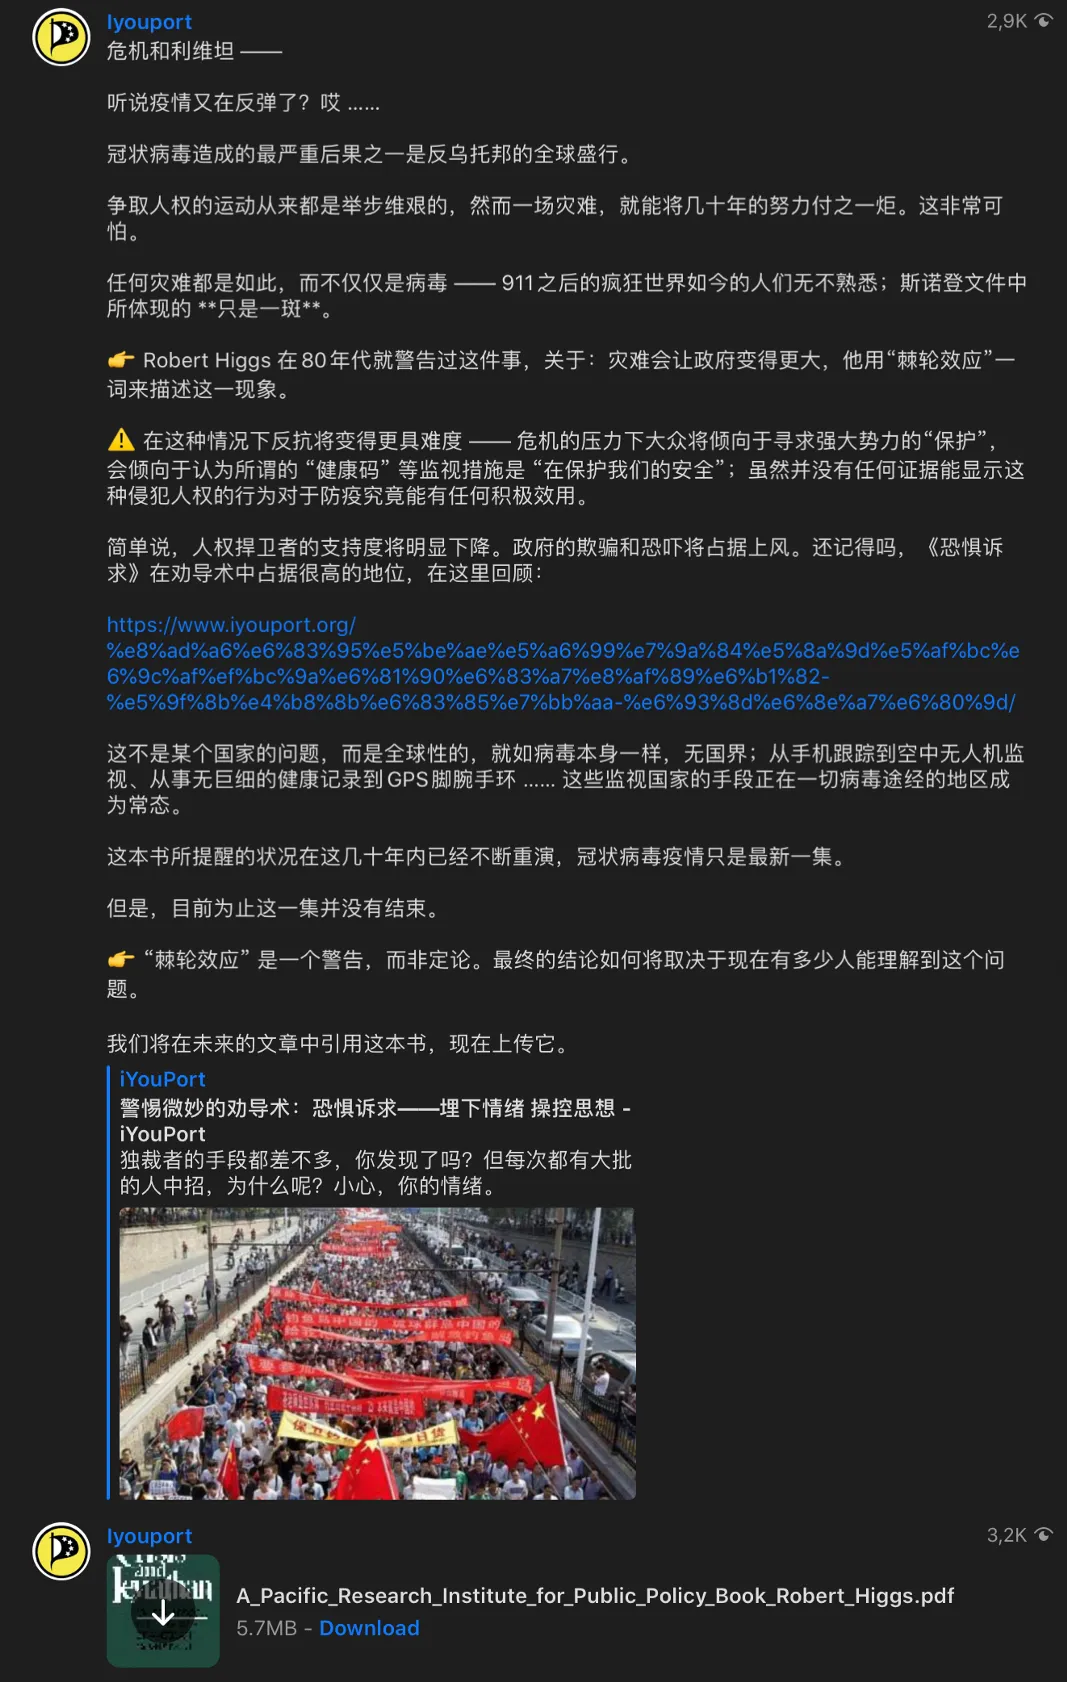 Iyouport
2,9K
危机和利维坦 ——
听说疫情又在反弹了？哎 ……
冠状病毒造成的最严重后果之一是反乌托邦的全球盛行。
争取人权的运动从来都是举步维艰的，然而一场灾难，就能将几十年的努力付之一炬。这非常可
怕。
任何灾难都是如此，而不仅仅是病毒 —— 911之后的疯狂世界如今的人们无不熟悉；斯诺登文件中
所体现的 **只是一斑**。
👉 Robert Higgs 在80年代就警告过这件事，关于：灾难会让政府变得更大，他用“棘轮效应”一
词来描述这一现象。
⚠️ 在这种情况下反抗将变得更具难度 —— 危机的压力下大众将倾向于寻求强大势力的“保护”，
会倾向于认为所谓的 “健康码” 等监视措施是 “在保护我们的安全”；虽然并没有任何证据能显示这
种侵犯人权的行为对于防疫究竟能有任何积极效用。
简单说，人权捍卫者的支持度将明显下降。政府的欺骗和恐吓将占据上风。还记得吗，《恐惧诉
求》在劝导术中占据很高的地位，在这里回顾：
https://www.iyouport.org/
%e8%ad%a6%e6%83%95%e5%be%ae%e5%a6%99%e7%9a%84%e5%8a%9d%e5%af%bc%e
6%9c%af%ef%bc%9a%e6%81%90%e6%83%a7%e8%af%89%e6%b1%82-
%e5%9f%8b%e4%b8%8b%e6%83%85%e7%bb%aa-%e6%93%8d%e6%8e%a7%e6%80%9d/
这不是某个国家的问题，而是全球性的，就如病毒本身一样，无国界；从手机跟踪到空中无人机监
视、从事无巨细的健康记录到GPS脚腕手环 …… 这些监视国家的手段正在一切病毒途经的地区成
为常态。
这本书所提醒的状况在这几十年内已经不断重演，冠状病毒疫情只是最新一集。
但是，目前为止这一集并没有结束。
👉 “棘轮效应” 是一个警告，而非定论。最终的结论如何将取决于现在有多少人能理解到这个问
题。
我们将在未来的文章中引用这本书，现在上传它。
iYouPort
警惕微妙的劝导术：恐惧诉求——埋下情绪 操控思想 -
iYouPort
独裁者的手段都差不多，你发现了吗？但每次都有大批
的人中招，为什么呢？小心，你的情绪。
Iyouport
3,2K
and
A_Pacific_Research_Institute_for_Public_Policy_Book_Robert_Higgs.pdf
5.7MB - Download